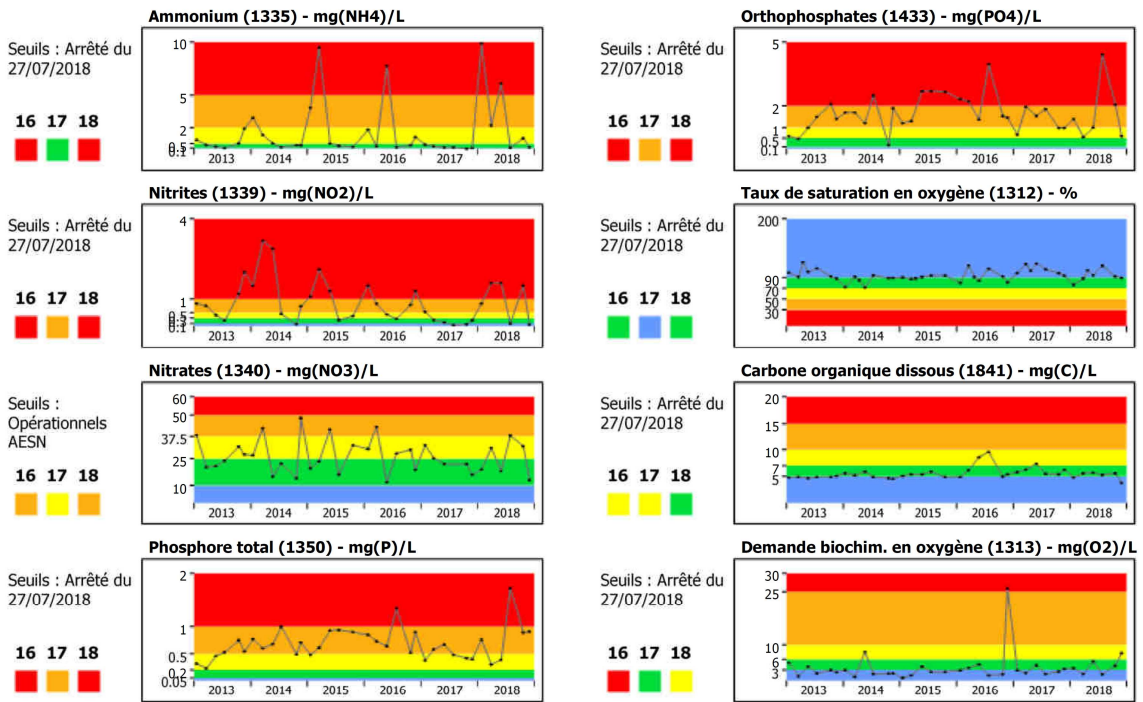 Ammonium (1335) - mg(NH4)/L
Seuils : Arrêté du
27/07/2018
16 17 18
10
5
2
0.5
0.1
2013 2014 2015 2016 2017 2018
Orthophosphates (1433) - mg(PO4)/L
Seuils : Arrêté du
27/07/2018
16 17 18
5
2
1
0.5
0.1
2013 2014 2015 2016 2017 2018
Nitrites (1339) - mg(NO2)/L
Seuils : Arrêté du
27/07/2018
16 17 18
4
1
0.5
0.3
0.1
2013 2014 2015 2016 2017 2018
Taux de saturation en oxygène (1312) - %
Seuils : Arrêté du
27/07/2018
16 17 18
200
90
70
50
30
2013 2014 2015 2016 2017 2018
Nitrates (1340) - mg(NO3)/L
Seuils :
Opérationnels
AESN
16 17 18
60
50
37.5
25
10
2013 2014 2015 2016 2017 2018
Carbone organique dissous (1841) - mg(C)/L
Seuils : Arrêté du
27/07/2018
16 17 18
20
15
10
7
5
2013 2014 2015 2016 2017 2018
Phosphore total (1350) - mg(P)/L
Seuils : Arrêté du
27/07/2018
16 17 18
2
1
0.5
0.2
0.05
2013 2014 2015 2016 2017 2018
Demande biochim. en oxygène (1313) - mg(O2)/L
Seuils : Arrêté du
27/07/2018
16 17 18
30
25
10
6
3
2013 2014 2015 2016 2017 2018